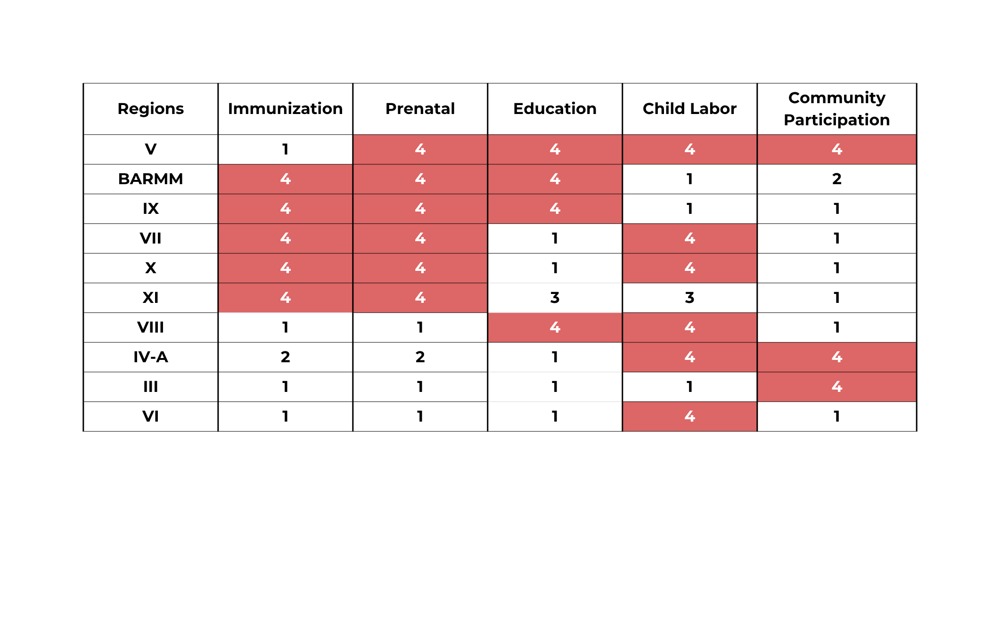 Regions Immunization Prenatal Education Child Labor Community Participation
V 1 4 4 4 4
BARMM 4 4 4 1 2
IX 4 4 4 1 1
VII 4 4 1 4 1
X 4 4 1 4 1
XI 4 4 3 3 1
VIII 1 1 4 4 1
IV-A 2 2 1 4 4
III 1 1 1 1 4
VI 1 1 1 4 1